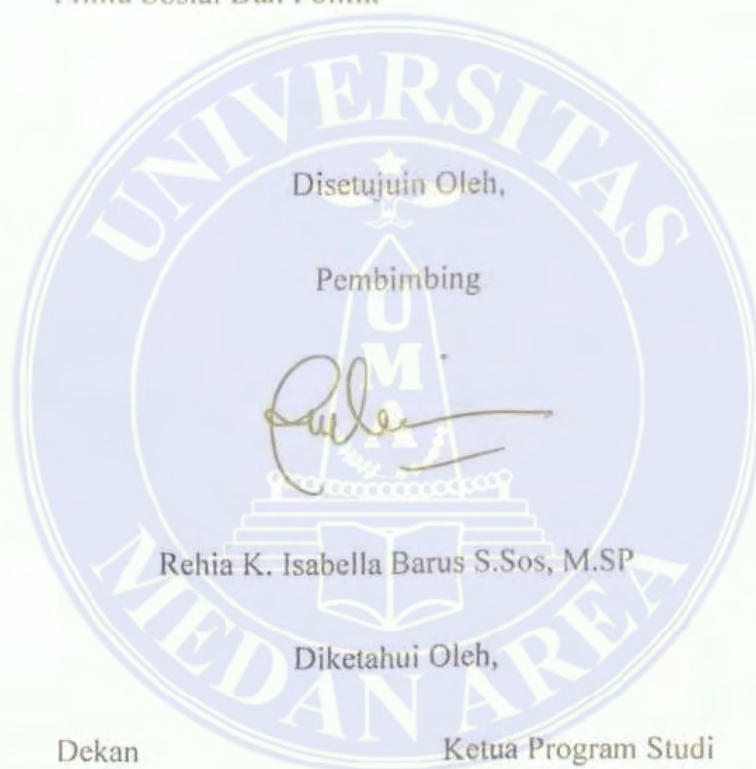 Sosial Dan Politik
UNIVERSITAS
Disetujuin Oleh,
Pembimbing
UMA
Rehia K. Isabella Barus S.Sos, M.SP
Diketahui Oleh,
MEDAN AREA
Dekan Ketua Program Studi